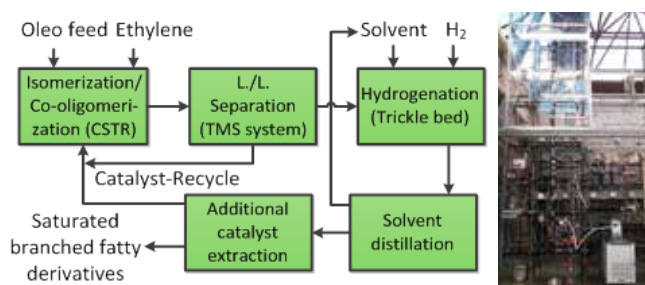 Oleo feed Ethylene
Solvent H₂
Isomerization/
Co-oligomeri-
zation (CSTR)
L./L.
Separation
(TMS system)
Hydrogenation
(Trickle bed)
Catalyst-Recycle
Saturated
branched fatty
derivatives
Additional
catalyst
extraction
Solvent
distillation